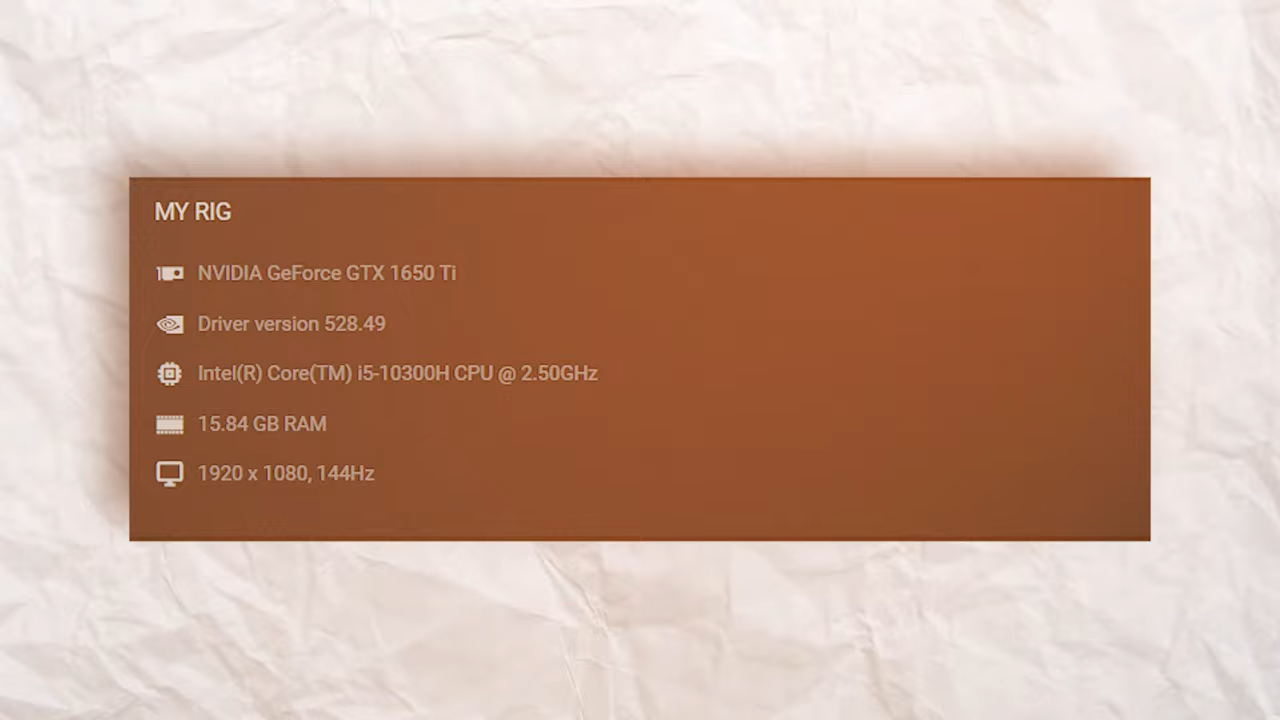 MY RIG
NVIDIA GeForce GTX 1650 Ti
Driver version 528.49
Intel(R) Core(TM) i5-10300H CPU @ 2.50GHz
15.84 GB RAM
1920 x 1080, 144Hz